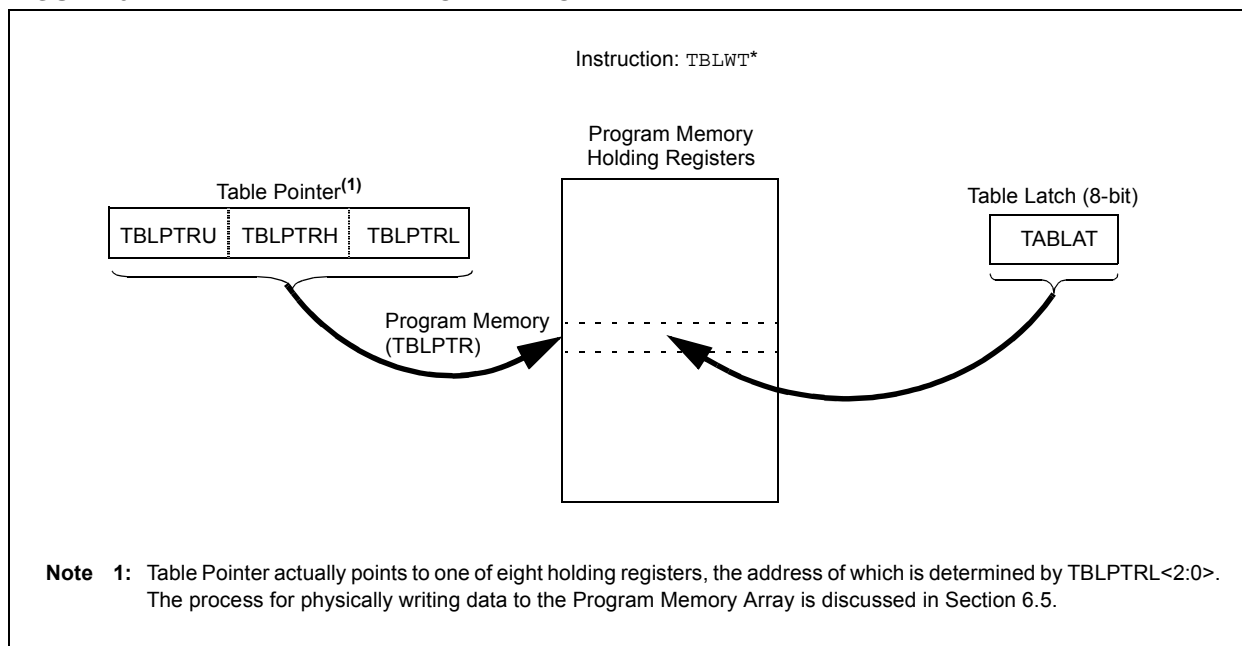 Instruction: TBLWT*
Program Memory
Holding Registers
Table Pointer(1)
Table Latch (8-bit)
TBLPTRU TBLPTRH TBLPTRL
TABLAT
Program Memory
(TBLPTR)
Note 1: Table Pointer actually points to one of eight holding registers, the address of which is determined by TBLPTRL<2:0>.
The process for physically writing data to the Program Memory Array is discussed in Section 6.5.